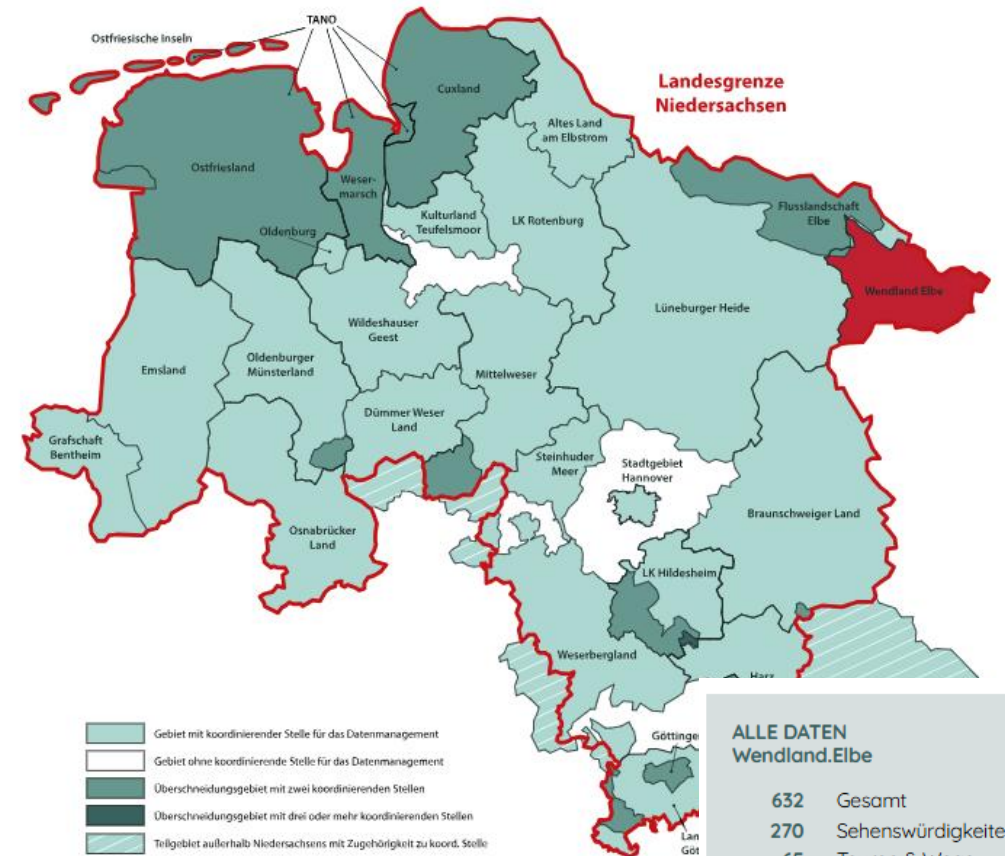 TANO
Ostfriesische Inseln
Cuxland
Landesgrenze
Niedersachsen
Altes Land
am Elbstrom
Ostfriesland
Weser-
marsch
Flusslandschaft
Elbe
Kulturland
Teufelsmoor
LK Rotenburg
Oldenburg
Wendland Elbe
Lüneburger Heide
Wildeshauser
Geest
Oldenburger
Münsterland
Emsland
Mittelweser
Dümmer Weser
Land
Grafschaft
Bentheim
Steinhuder
Meer
Stadtgebiet
Hannover
Braunschweiger Land
Osnabrücker
Land
LK Hildesheim
Weserbergland
Harz
Gebiet mit koordinierender Stelle für das Datenmanagement
Gebiet ohne koordinierende Stelle für das Datenmanagement
Überschneidungsgebiet mit zwei koordinierenden Stellen
Überschneidungsgebiet mit drei oder mehr koordinierenden Stellen
Teilgebiet außerhalb Niedersachsens mit Zugehörigkeit zu koord. Stelle
Göttinge
Lan
Göt
ALLE DATEN
Wendland.Elbe
632 Gesamt
270 Sehenswürdigkeite